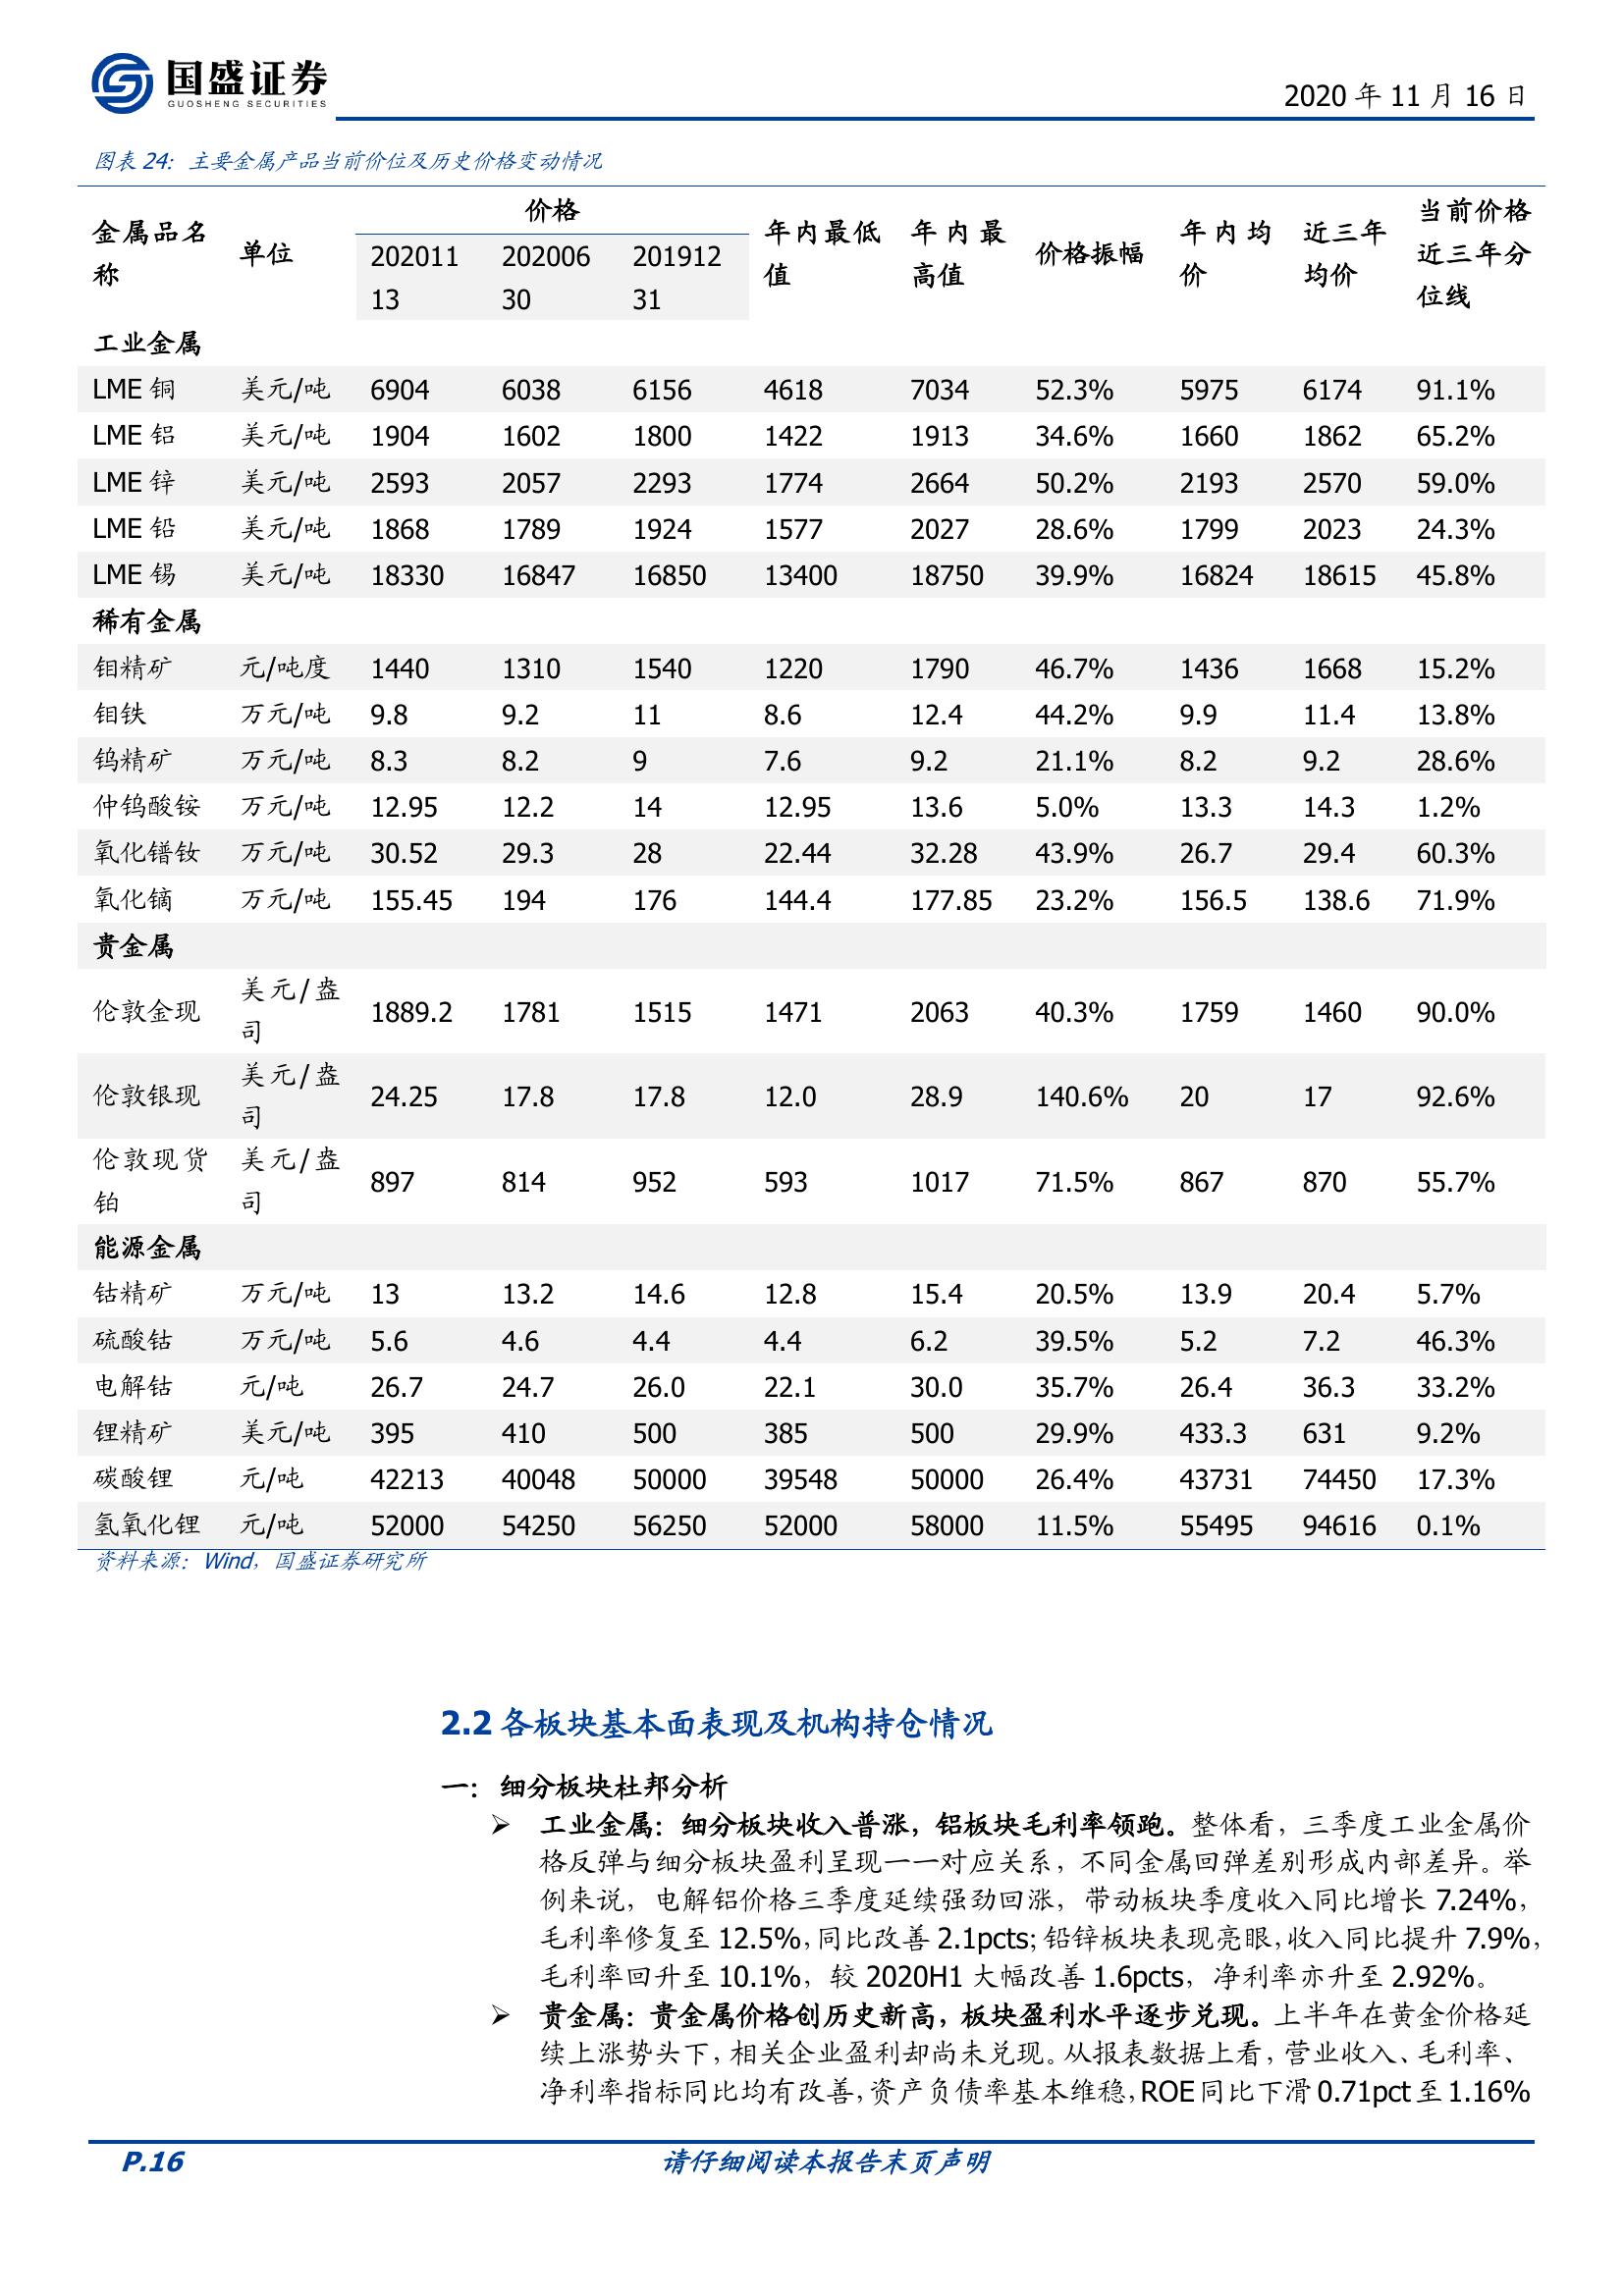 国盛证券
GUOSHENG SECURITIES
2020 年 11 月 16 日
图表 24：主要金属产品当前价位及历史价格变动情况
金属品名称 单位 价格 年内最低值 年内最高值 价格振幅 年内均价 近三年均价 当前价格近三年分位线
20201113 20200630 20191231
工业金属
LME 铜 美元/吨 6904 6038 6156 4618 7034 52.3% 5975 6174 91.1%
LME 铝 美元/吨 1904 1602 1800 1422 1913 34.6% 1660 1862 65.2%
LME 锌 美元/吨 2593 2057 2293 1774 2664 50.2% 2193 2570 59.0%
LME 铅 美元/吨 1868 1789 1924 1577 2027 28.6% 1799 2023 24.3%
LME 锡 美元/吨 18330 16847 16850 13400 18750 39.9% 16824 18615 45.8%
稀有金属
钼精矿 元/吨度 1440 1310 1540 1220 1790 46.7% 1436 1668 15.2%
钼铁 万元/吨 9.8 9.2 11 8.6 12.4 44.2% 9.9 11.4 13.8%
钨精矿 万元/吨 8.3 8.2 9 7.6 9.2 21.1% 8.2 9.2 28.6%
仲钨酸铵 万元/吨 12.95 12.2 14 12.95 13.6 5.0% 13.3 14.3 1.2%
氧化镨钕 万元/吨 30.52 29.3 28 22.44 32.28 43.9% 26.7 29.4 60.3%
氧化镝 万元/吨 155.45 194 176 144.4 177.85 23.2% 156.5 138.6 71.9%
贵金属
伦敦金现 美元/盎司 1889.2 1781 1515 1471 2063 40.3% 1759 1460 90.0%
伦敦银现 美元/盎司 24.25 17.8 17.8 12.0 28.9 140.6% 20 17 92.6%
伦敦现货铂 美元/盎司 897 814 952 593 1017 71.5% 867 870 55.7%
能源金属
钴精矿 万元/吨 13 13.2 14.6 12.8 15.4 20.5% 13.9 20.4 5.7%
硫酸钴 万元/吨 5.6 4.6 4.4 4.4 6.2 39.5% 5.2 7.2 46.3%
电解钴 元/吨 26.7 24.7 26.0 22.1 30.0 35.7% 26.4 36.3 33.2%
锂精矿 美元/吨 395 410 500 385 500 29.9% 433.3 631 9.2%
碳酸锂 元/吨 42213 40048 50000 39548 50000 26.4% 43731 74450 17.3%
氢氧化锂 元/吨 52000 54250 56250 52000 58000 11.5% 55495 94616 0.1%
资料来源：Wind，国盛证券研究所
2.2 各板块基本面表现及机构持仓情况
一：细分板块杜邦分析
➢ 工业金属：细分板块收入普涨，铝板块毛利率领跑。整体看，三季度工业金属价
格反弹与细分板块盈利呈现一一对应关系，不同金属回弹差别形成内部差异。举
例来说，电解铝价格三季度延续强劲回涨，带动板块季度收入同比增长 7.24%，
毛利率修复至 12.5%，同比改善 2.1pcts；铅锌板块表现亮眼，收入同比提升 7.9%，
毛利率回升至 10.1%，较 2020H1 大幅改善 1.6pcts，净利率亦升至 2.92%。
➢ 贵金属：贵金属价格创历史新高，板块盈利水平逐步兑现。上半年在黄金价格延
续上涨势头下，相关企业盈利却尚未兑现。从报表数据上看，营业收入、毛利率、
净利率指标同比均有改善，资产负债率基本维稳，ROE 同比下滑 0.71pct 至 1.16%
P.16 请仔细阅读本报告末页声明